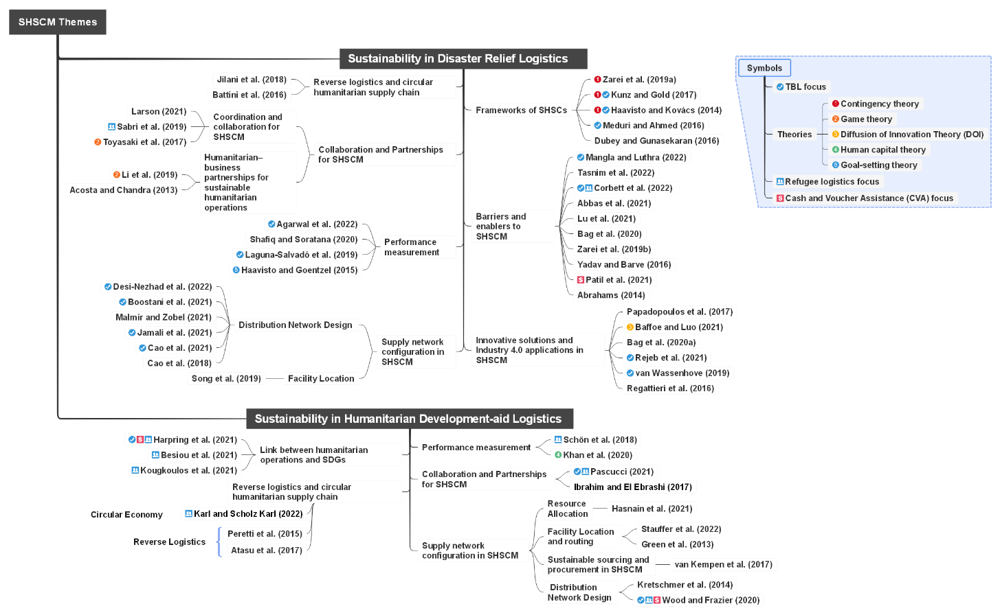 SHSCM Themes
Sustainability in Disaster Relief Logistics
Jilani et al. (2018)
Battini et al. (2016)
Reverse logistics and circular
humanitarian supply chain
Larson (2021)
Sabri et al. (2019)
2 Toyasaki et al. (2017)
Coordination and
collaboration for
SHSCM
2 Li et al. (2019)
Acosta and Chandra (2013)
Humanitarian–
business
partnerships for
sustainable
humanitarian
operations
Collaboration and Partnerships
for SHSCM
Agarwal et al. (2022)
Shafiq and Soratana (2020)
Laguna-Salvadó et al. (2019)
5 Haavisto and Goentzel (2015)
Performance
measurement
Desi-Nezhad et al. (2022)
Boostani et al. (2021)
Malmir and Zobel (2021)
Jamali et al. (2021)
Cao et al. (2021)
Cao et al. (2018)
Distribution Network Design
Song et al. (2019)
Facility Location
Supply network
configuration in
SHSCM
Frameworks of SHSCs
1 Zarei et al. (2019a)
1 Kunz and Gold (2017)
1 Haavisto and Kovács (2014)
Meduri and Ahmed (2016)
Dubey and Gunasekaran (2016)
Barriers and
enablers to
SHSCM
Mangla and Luthra (2022)
Tasnim et al. (2022)
Corbett et al. (2022)
Abbas et al. (2021)
Lu et al. (2021)
Bag et al. (2020)
Zarei et al. (2019b)
Yadav and Barve (2016)
$ Patil et al. (2021)
Abrahams (2014)
Innovative solutions and
Industry 4.0 applications in
SHSCM
Papadopoulos et al. (2017)
3 Baffoe and Luo (2021)
Bag et al. (2020a)
Rejeb et al. (2021)
van Wassenhove (2019)
Regattieri et al. (2016)
Symbols
TBL focus
Theories
1 Contingency theory
2 Game theory
3 Diffusion of Innovation Theory (DOI)
4 Human capital theory
5 Goal-setting theory
Refugee logistics focus
$ Cash and Voucher Assistance (CVA) focus
Sustainability in Humanitarian Development-aid Logistics
$ Harpring et al. (2021)
Besiou et al. (2021)
Kougkoulos et al. (2021)
Link between humanitarian
operations and SDGs
Reverse logistics and circular
humanitarian supply chain
Circular Economy
Karl and Scholz Karl (2022)
Reverse Logistics
Peretti et al. (2015)
Atasu et al. (2017)
Performance measurement
Schön et al. (2018)
4 Khan et al. (2020)
Collaboration and Partnerships
for SHSCM
Pascucci (2021)
Ibrahim and El Ebrashi (2017)
Supply network
configuration in SHSCM
Resource
Allocation
Hasnain et al. (2021)
Facility Location
and routing
Stauffer et al. (2022)
Green et al. (2013)
Sustainable sourcing and
procurement in SHSCM
van Kempen et al. (2017)
Distribution
Network Design
Kretschmer et al. (2014)
$ Wood and Frazier (2020)